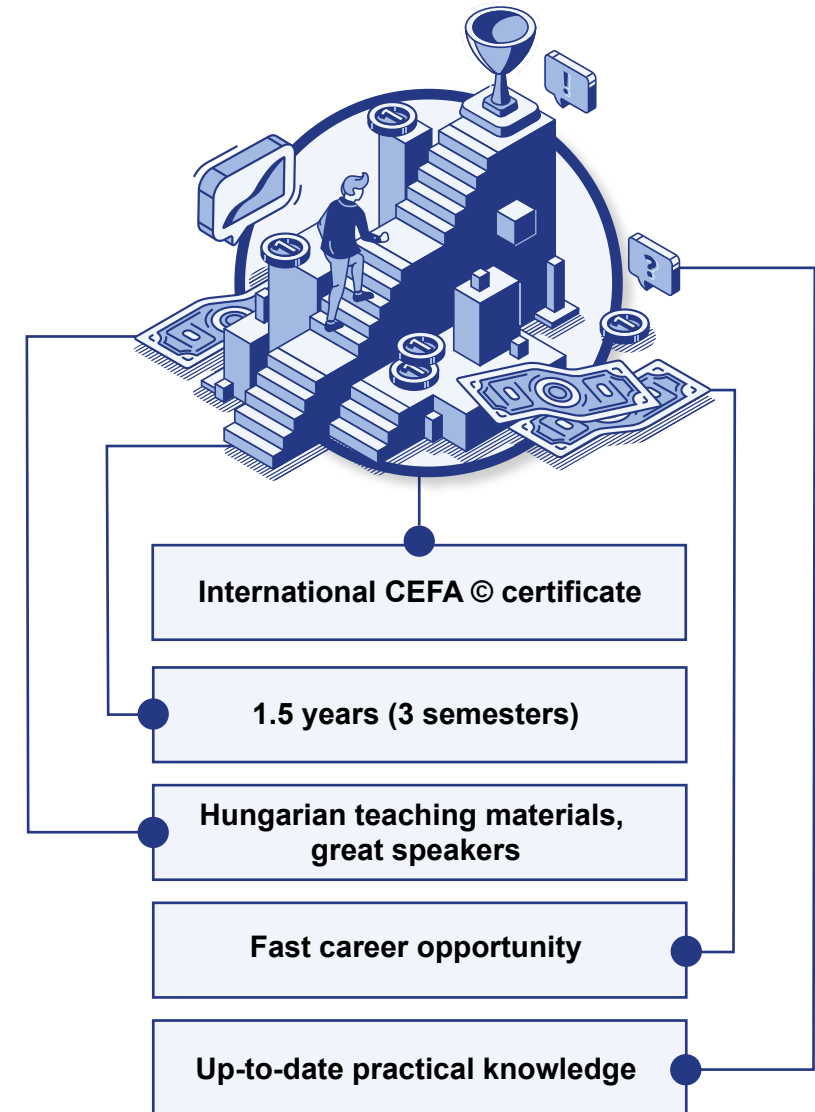 !
?
International CEFA © certificate
1.5 years (3 semesters)
Hungarian teaching materials,
great speakers
Fast career opportunity
Up-to-date practical knowledge